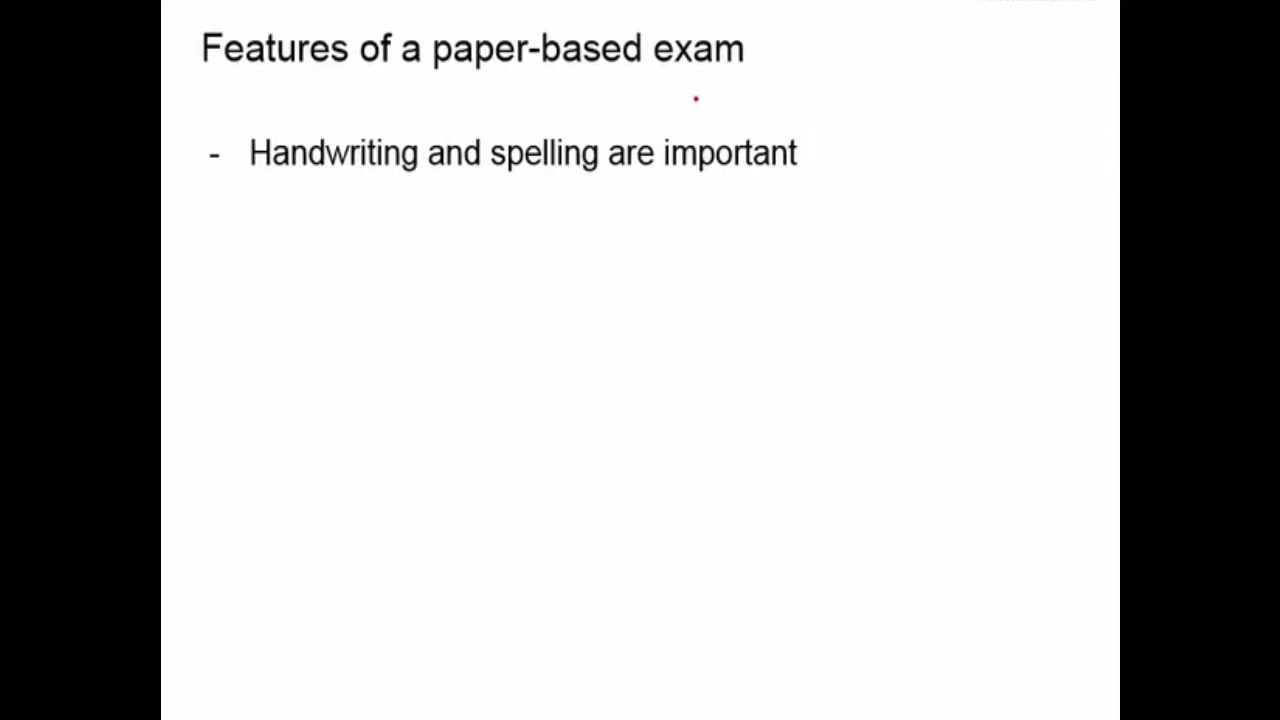 Features of a paper-based exam
- Handwriting and spelling are important